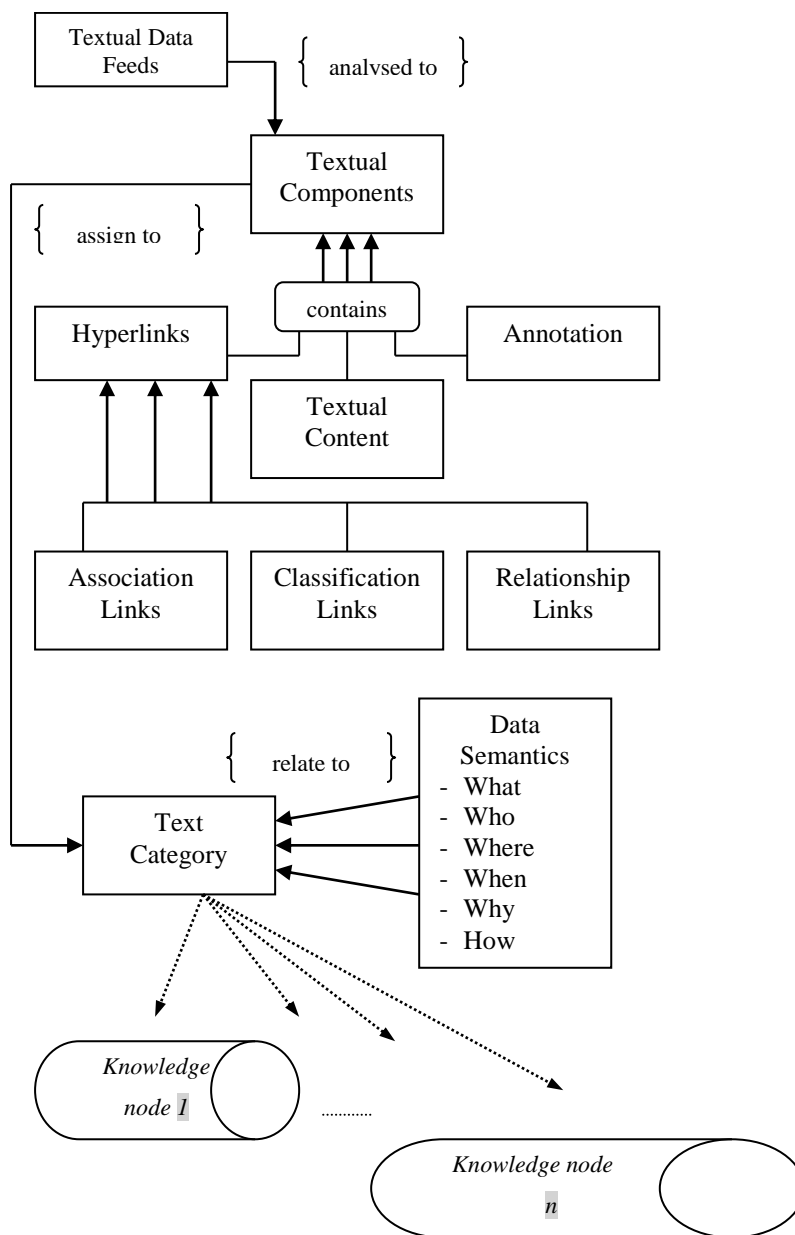 Textual Data
Feeds
{ analysed to }
Textual
Components
{ assign to }
contains
Hyperlinks
Annotation
Textual
Content
Association
Links
Classification
Links
Relationship
Links
Data
Semantics
- What
- Who
- Where
- When
- Why
- How
{ relate to }
Text
Category
Knowledge
node 1
............
Knowledge node
n